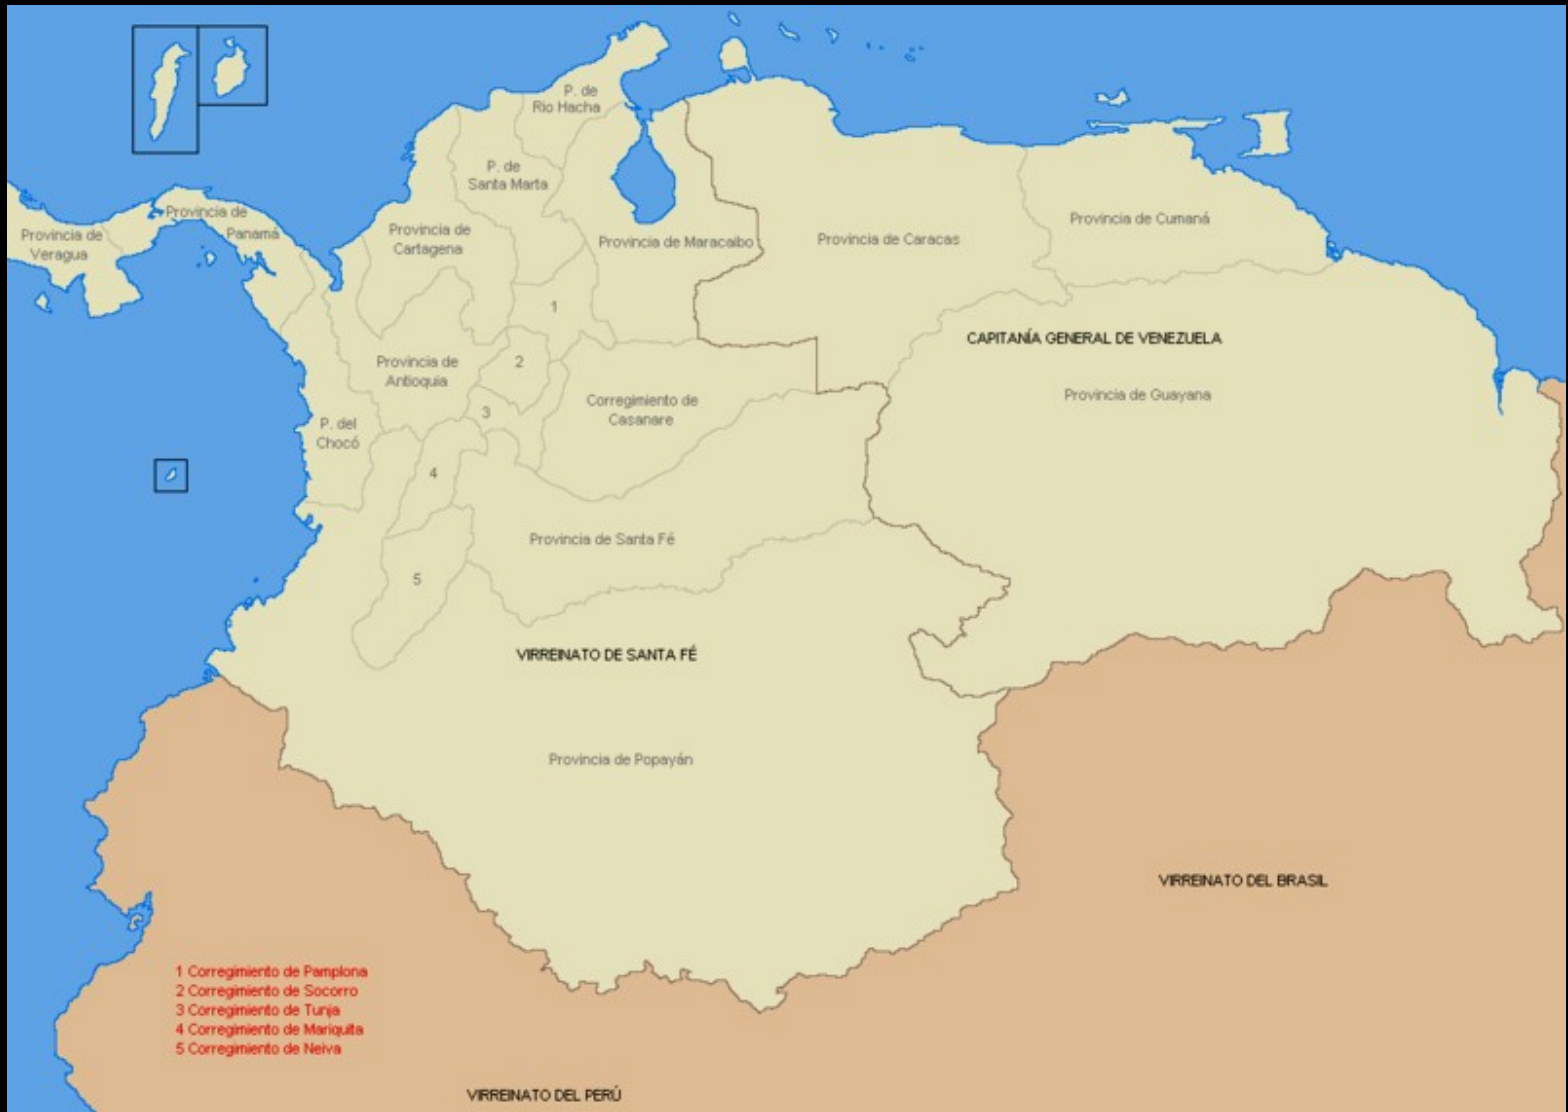 P. de
Rio Hacha
P. de
Santa Marta
Provincia de
Panamá
Provincia de
Veragua
Provincia de
Cartagena
Provincia de Maracaibo
Provincia de Caracas
Provincia de Cumaná
1
CAPITANÍA GENERAL DE VENEZUELA
Provincia de
Antioquia
2
Provincia de Guayana
Corregimiento de
Casanare
3
P. del
Chocó
4
Provincia de Santa Fé
5
VIRREINATO DE SANTA FÉ
Provincia de Popayán
VIRREINATO DEL BRASIL
1 Corregimiento de Pamplona
2 Corregimiento de Socorro
3 Corregimiento de Tunja
4 Corregimiento de Mariquita
5 Corregimiento de Neiva
VIRREINATO DEL PERÚ